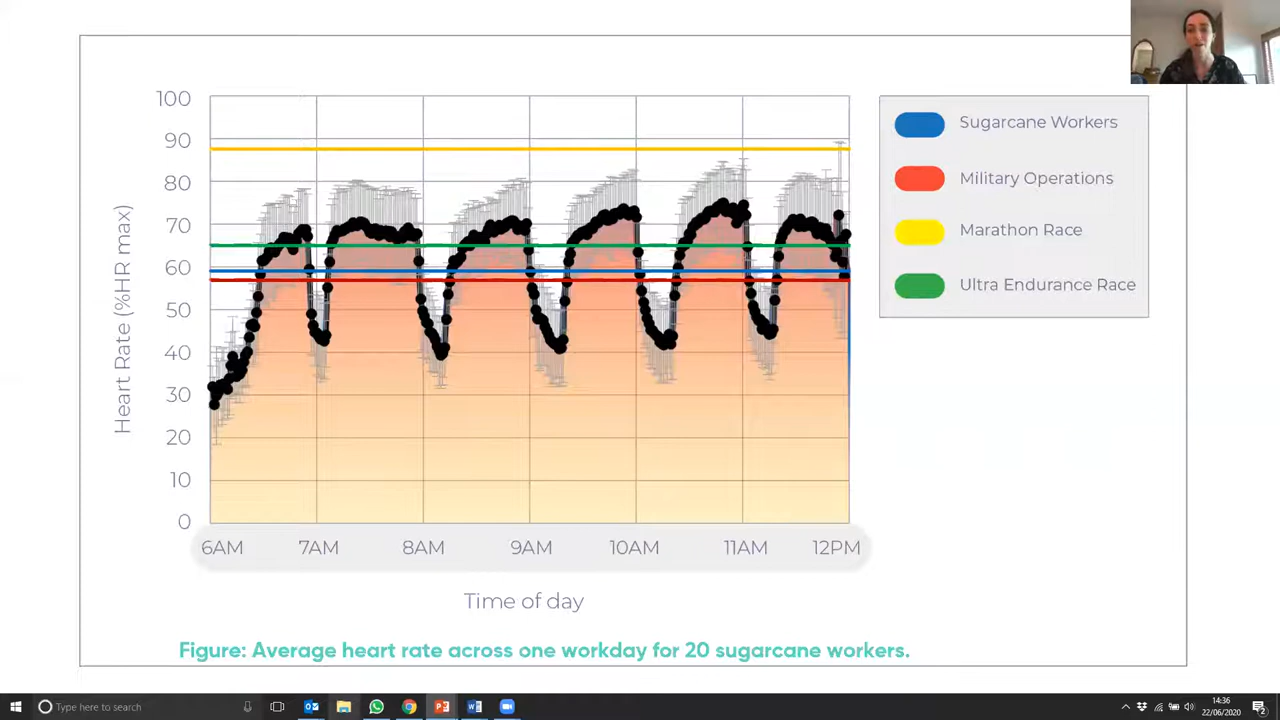 100
90
80
70
60
50
40
30
20
10
0
Heart Rate (%HR max)
6AM 7AM 8AM 9AM 10AM 11AM 12PM
Time of day
Sugarcane Workers
Military Operations
Marathon Race
Ultra Endurance Race
Figure: Average heart rate across one workday for 20 sugarcane workers.
Type here to search
14:36
22/06/2020
2